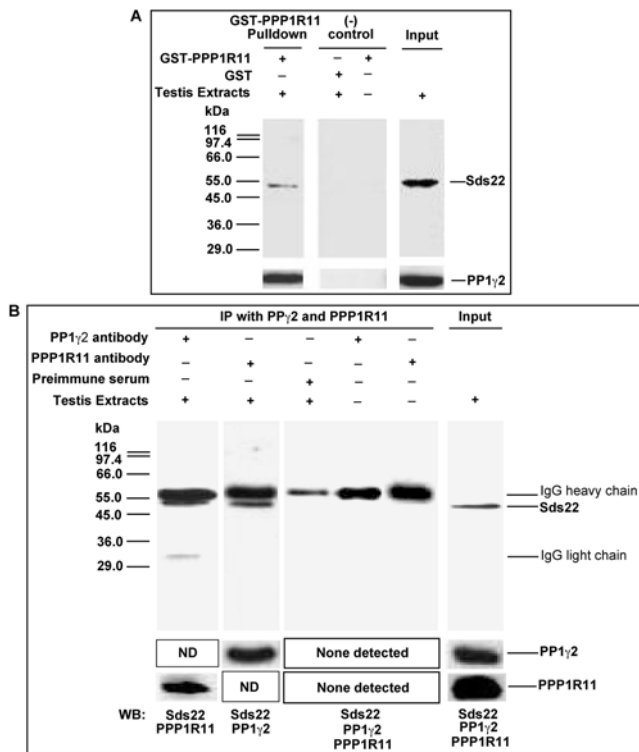 A
GST-PPP1R11 Pulldown
(-) control
Input
GST-PPP1R11 + – +
GST – + –
Testis Extracts + + – +
kDa
116
97.4
66.0
55.0
45.0
36.0
29.0
Sds22
PP1γ2
B
IP with PPγ2 and PPP1R11
Input
PP1γ2 antibody + – – + –
PPP1R11 antibody – + – – +
Preimmune serum – – + – –
Testis Extracts + + + – – +
kDa
116
97.4
66.0
55.0
45.0
36.0
29.0
IgG heavy chain
Sds22
IgG light chain
ND
None detected
PP1γ2
ND
None detected
PPP1R11
WB:
Sds22
PPP1R11
Sds22
PP1γ2
Sds22
PP1γ2
PPP1R11
Sds22
PP1γ2
PPP1R11